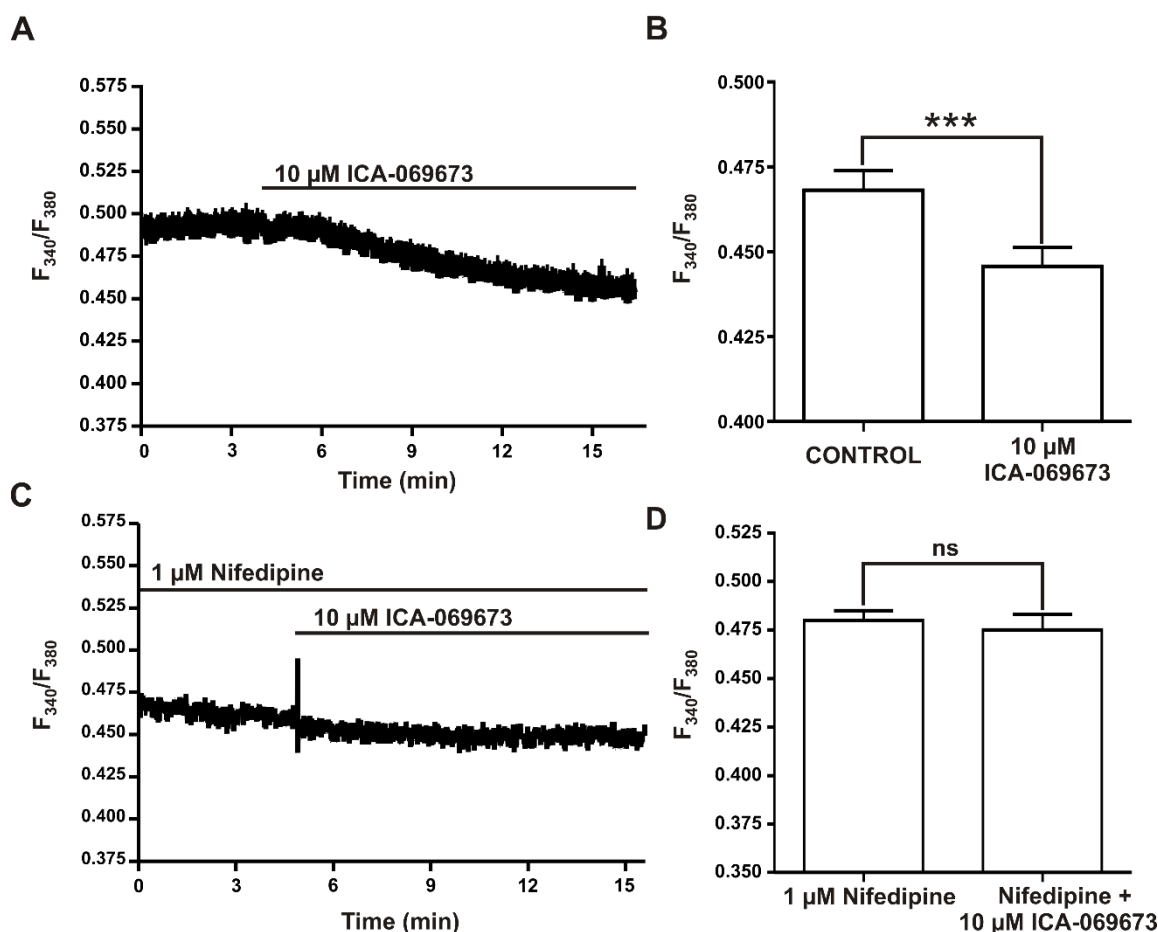 A
F340/F380
0.575
0.550
0.525
0.500
0.475
0.450
0.425
0.400
0.375
10 µM ICA-069673
0
3
6
9
12
15
Time (min)
B
F340/F380
0.500
0.475
0.450
0.425
0.400
***
CONTROL
10 µM
ICA-069673
C
F340/F380
0.575
0.550
0.525
0.500
0.475
0.450
0.425
0.400
0.375
1 µM Nifedipine
10 µM ICA-069673
0
3
6
9
12
15
Time (min)
D
F340/F380
0.525
0.500
0.475
0.450
0.425
0.400
0.375
0.350
ns
1 µM Nifedipine
Nifedipine +
10 µM ICA-069673